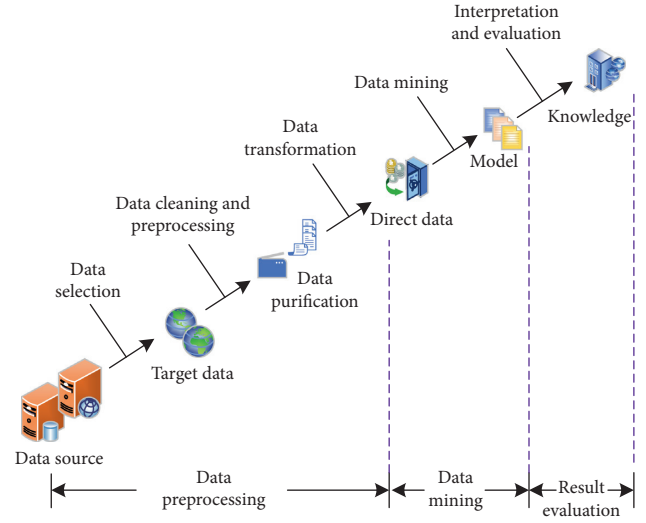 Interpretation
and evaluation
Knowledge
Data mining
Model
Data
transformation
Direct data
Data cleaning and
preprocessing
Data
purification
Data
selection
Target data
Data source
Data
preprocessing
Data
mining
Result
evaluation